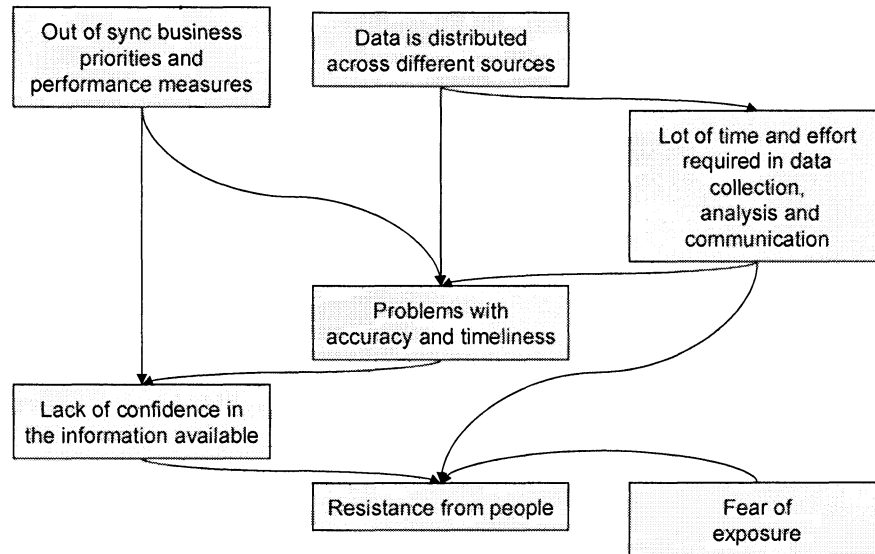 Out of sync business
priorities and
performance measures
Data is distributed
across different sources
Lot of time and effort
required in data
collection,
analysis and
communication
Problems with
accuracy and timeliness
Lack of confidence in
the information available
Resistance from people
Fear of
exposure